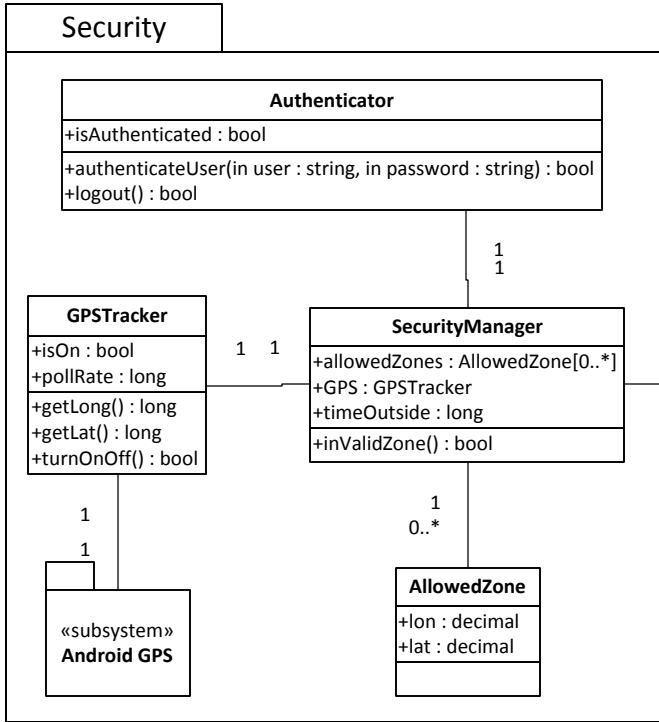 Security
Authenticator
+isAuthenticated : bool
+authenticateUser(in user : string, in password : string) : bool
+logout() : bool
1
1
GPSTracker
+isOn : bool
+pollRate : long
+getLong() : long
+getLat() : long
+turnOnOff() : bool
1 1
SecurityManager
+allowedZones : AllowedZone[0..*]
+GPS : GPSTracker
+timeOutside : long
+inValidZone() : bool
1
1
«subsystem»
Android GPS
1
0..*
AllowedZone
+lon : decimal
+lat : decimal